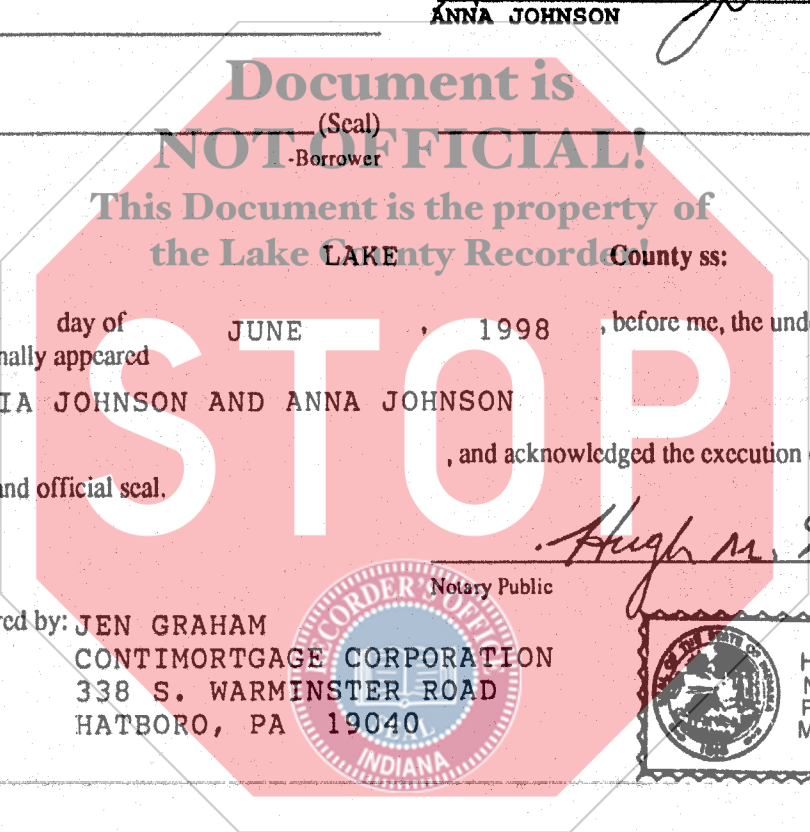 ANNA JOHNSON
Document is
(Seal)
NOT OFFICIAL!
-Borrower
This Document is the property of
the Lake County Recorder!
LAKE County ss:
day of JUNE , 1998 , before me, the und
nally appeared
IA JOHNSON AND ANNA JOHNSON
, and acknowledged the execution
and official seal.
STOP
Hugh M.
Notary Public
red by: JEN GRAHAM
CONTIMORTGAGE CORPORATION
338 S. WARMINSTER ROAD
HATBORO, PA 19040
RECORDER'S OFFICE
SEAL
INDIANA